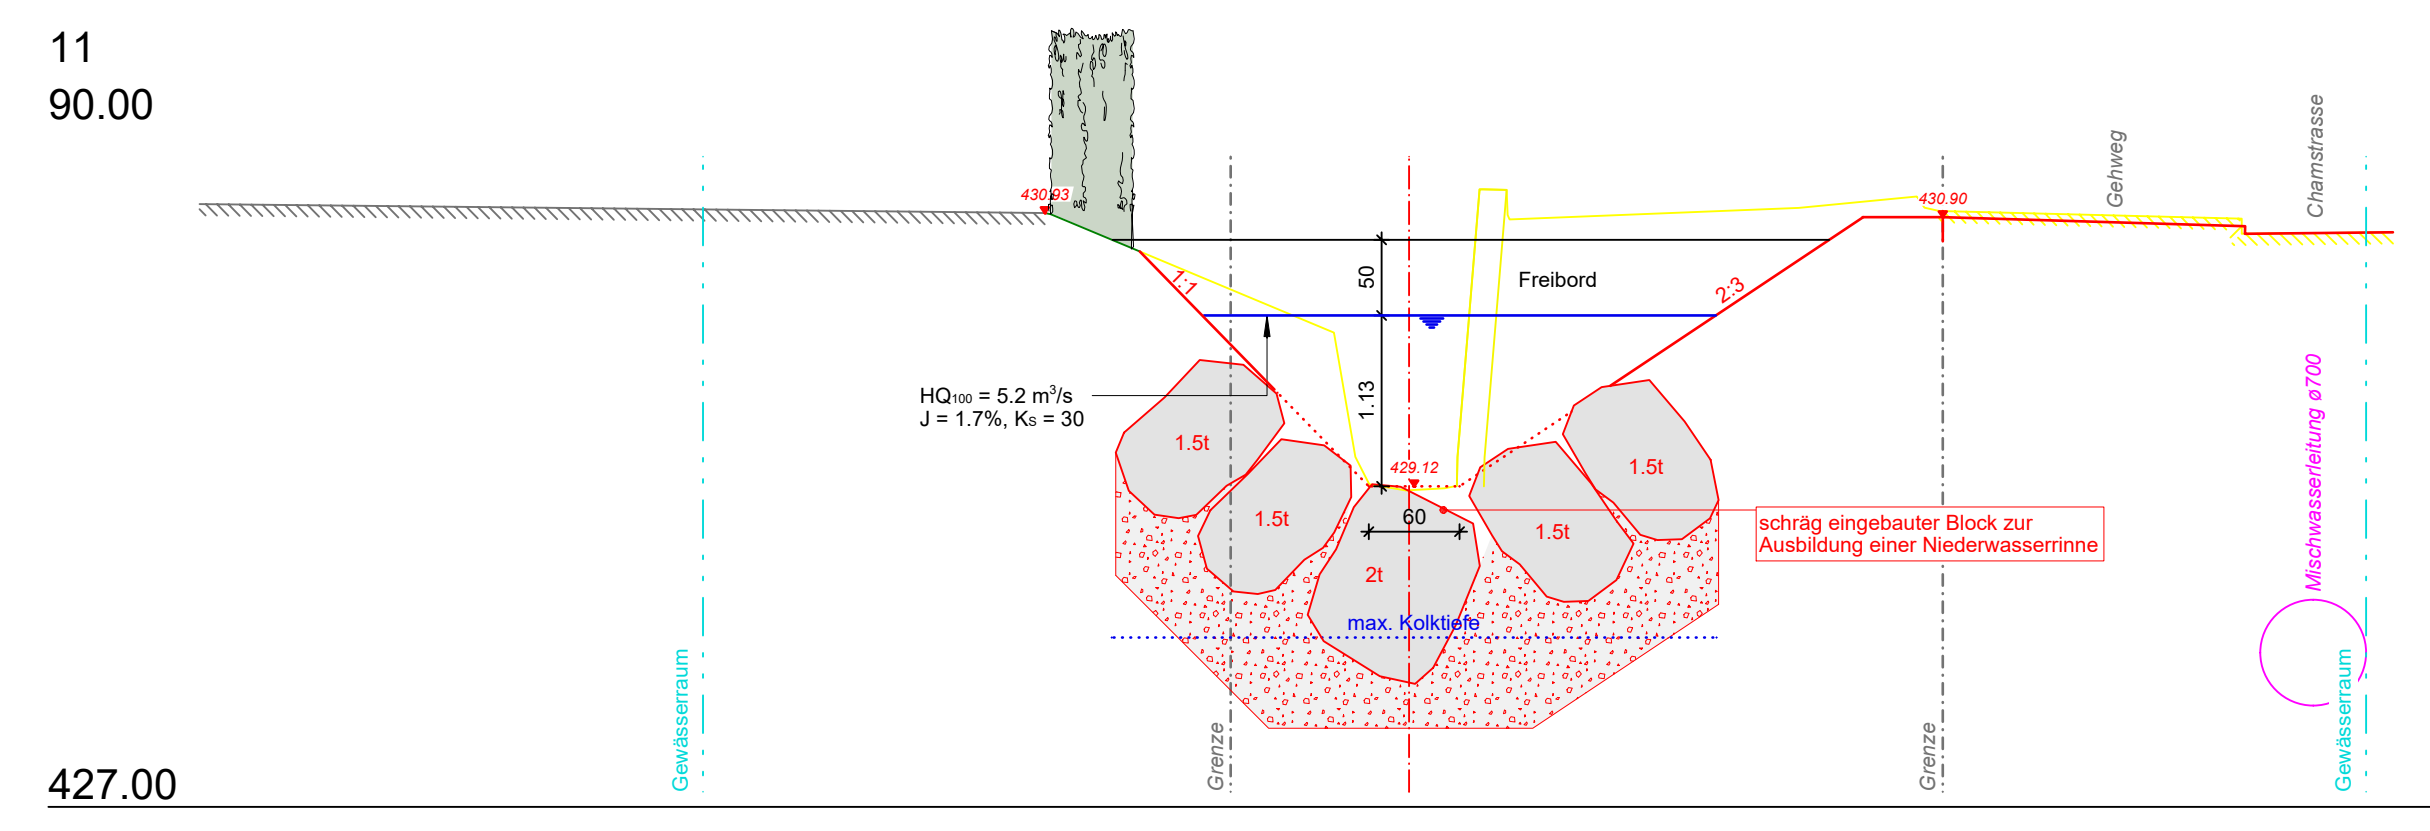 11
90.00
Chamstrasse
Gehweg
430.93
430.90
50
Freibord
1:1
2:3
HQ100 = 5.2 m³/s
J = 1.7%, KS = 30
1.13
Mischwasserleitung ø700
1.5t
429.12
1.5t
1.5t
60
1.5t
schräg eingebauter Block zur
Ausbildung einer Niederwasserrinne
2t
max. Kolktiefe
Gewässerraum
Grenze
Grenze
Gewässerraum
427.00